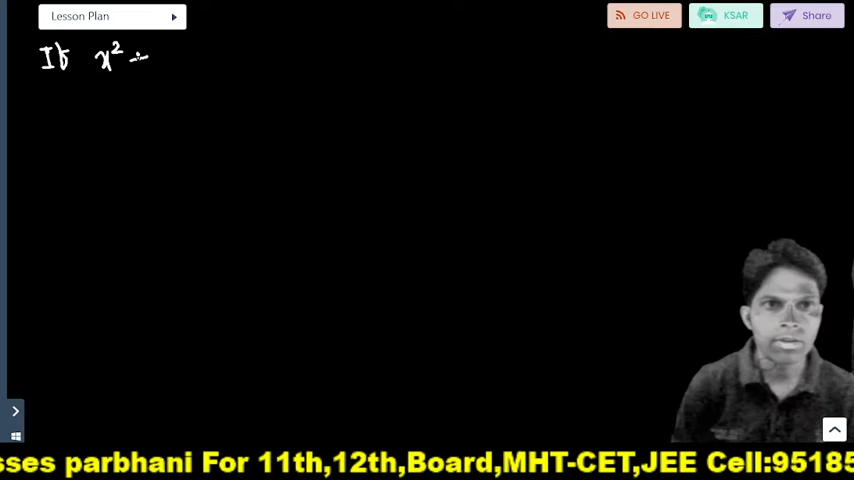 Lesson Plan
GO LIVE
KSAR
Share
If x²
sses parbhani For 11th,12th,Board,MHT-CET,JEE Cell:95185